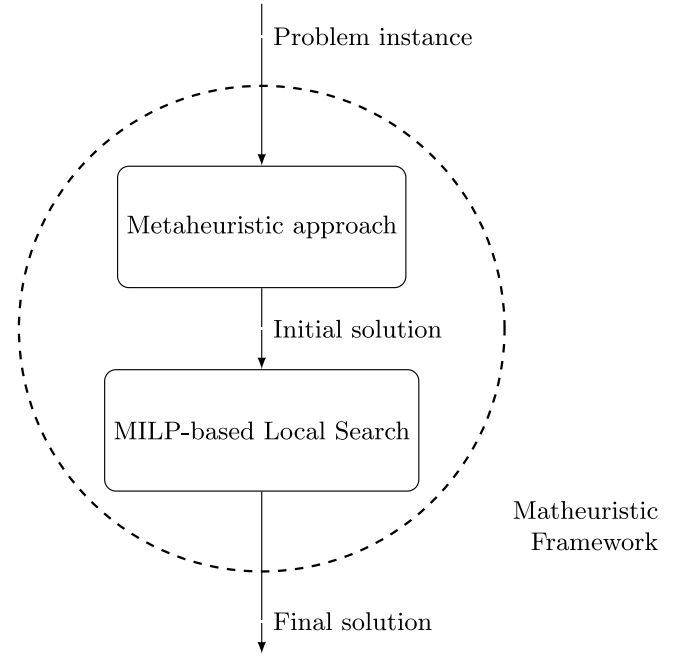 Problem instance
Metaheuristic approach
Initial solution
MILP-based Local Search
Matheuristic
Framework
Final solution